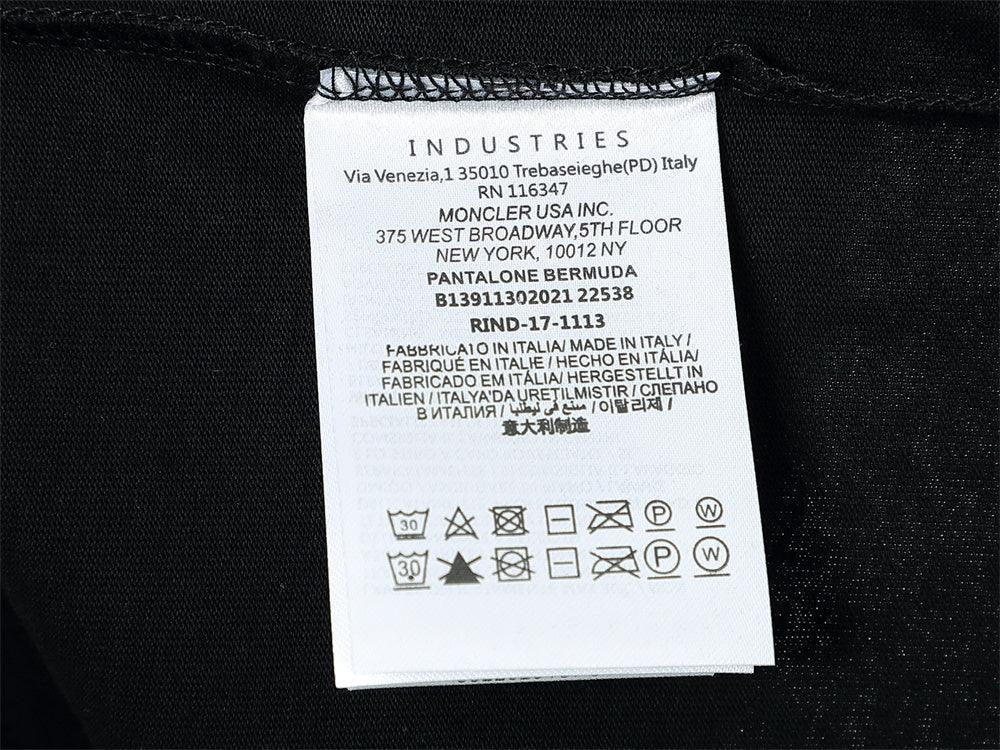 INDUSTRIES
Via Venezia,1 35010 Trebaseieghe(PD) Italy
RN 116347
MONCLER USA INC.
375 WEST BROADWAY,5TH FLOOR
NEW YORK, 10012 NY
PANTALONE BERMUDA
B13911302021 22538
RIND-17-1113
FABBRICATO IN ITALIA/ MADE IN ITALY /
FABRIQUÉ EN ITALIE / HECHO EN ITÁLIA/
FABRICADO EM ITÁLIA/ HERGESTELLT IN
ITALIEN / ITALYA'DA URETILMISTIR / СЛЕПАНО
В ИТАЛИЯ / صنع في ليطليا / 이탈리제 /
意大利制造
30 P W
30 P W